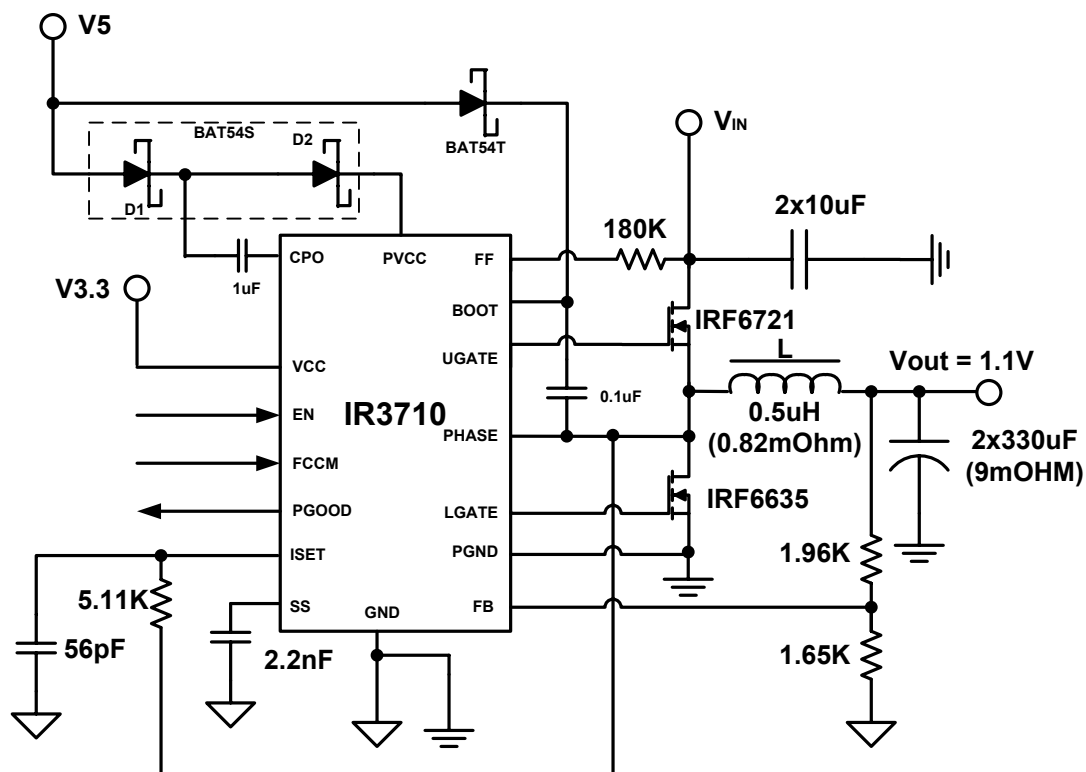 V5
BAT54S
D2
D1
BAT54T
VIN
1uF
180K
2x10uF
V3.3
CPO
PVCC
FF
BOOT
UGATE
VCC
EN
FCCM
PGOOD
ISET
SS
GND
IR3710
PHASE
LGATE
PGND
FB
0.1uF
IRF6721
L
0.5uH
(0.82mOhm)
Vout = 1.1V
2x330uF
(9mOHM)
IRF6635
1.96K
1.65K
5.11K
56pF
2.2nF